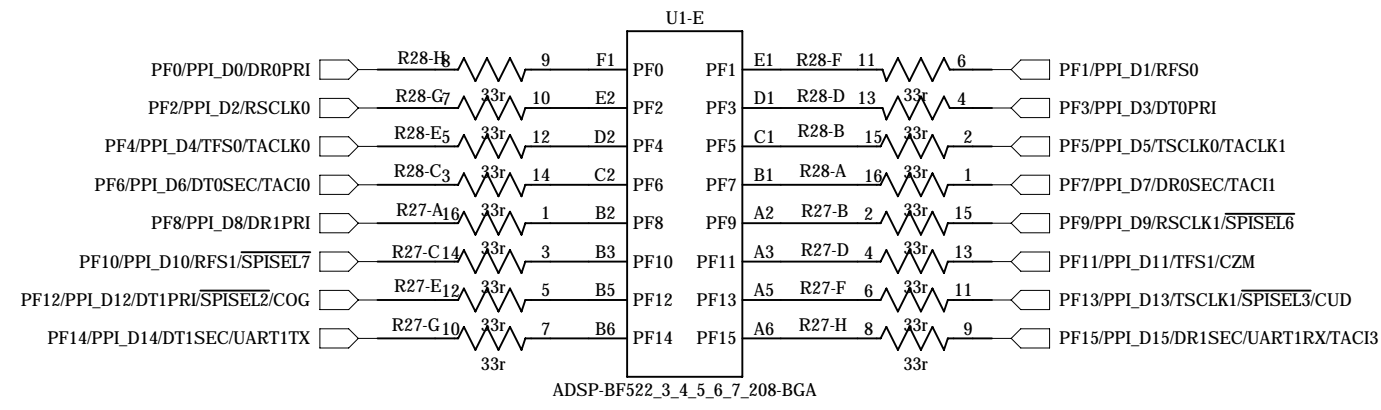 U1-E
PF0/PPI_D0/DR0PRI R28-H 8 9 F1 PF0 PF1 E1 R28-F 11 6 PF1/PPI_D1/RFS0
33r 33r
PF2/PPI_D2/RSCLK0 R28-G 7 10 E2 PF2 PF3 D1 R28-D 13 4 PF3/PPI_D3/DT0PRI
33r 33r
PF4/PPI_D4/TFS0/TACLK0 R28-E 5 12 D2 PF4 PF5 C1 R28-B 15 2 PF5/PPI_D5/TSCLK0/TACLK1
33r 33r
PF6/PPI_D6/DT0SEC/TACI0 R28-C 3 14 C2 PF6 PF7 B1 R28-A 16 1 PF7/PPI_D7/DR0SEC/TACI1
33r 33r
PF8/PPI_D8/DR1PRI R27-A 16 1 B2 PF8 PF9 A2 R27-B 2 15 PF9/PPI_D9/RSCLK1/SPISEL6
33r 33r
PF10/PPI_D10/RFS1/SPISEL7 R27-C 14 3 B3 PF10 PF11 A3 R27-D 4 13 PF11/PPI_D11/TFS1/CZM
33r 33r
PF12/PPI_D12/DT1PRI/SPISEL2/COG R27-E 12 5 B5 PF12 PF13 A5 R27-F 6 11 PF13/PPI_D13/TSCLK1/SPISEL3/CUD
33r 33r
PF14/PPI_D14/DT1SEC/UART1TX R27-G 10 7 B6 PF14 PF15 A6 R27-H 8 9 PF15/PPI_D15/DR1SEC/UART1RX/TACI3
33r 33r
ADSP-BF522_3_4_5_6_7_208-BGA